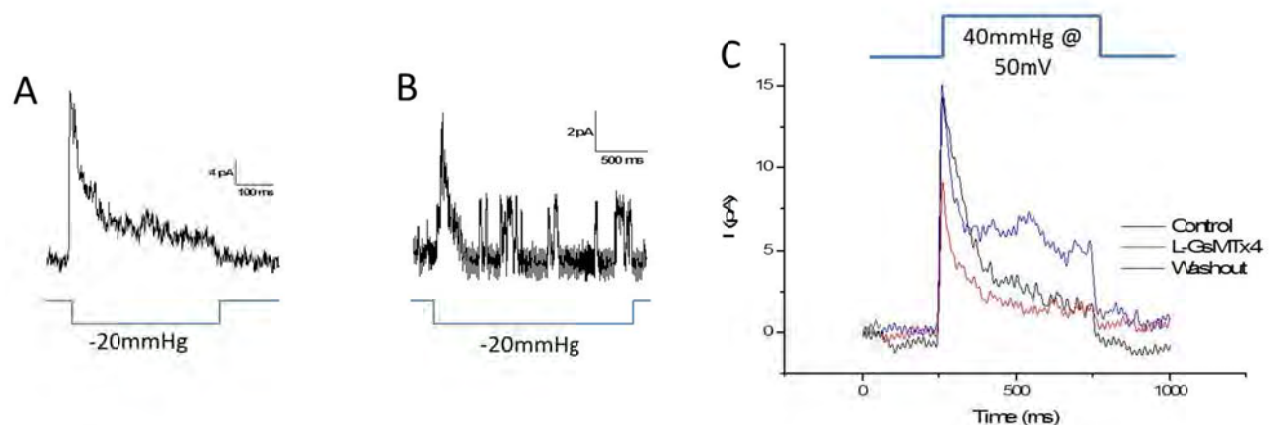 A
4 pA
100 ms
-20mmHg
B
2pA
500 ms
-20mmHg
C
40mmHg @
50mV
15
10
5
0
I (pA)
Control
L-GsMTx4
Washout
0
500
1000
Time (ms)